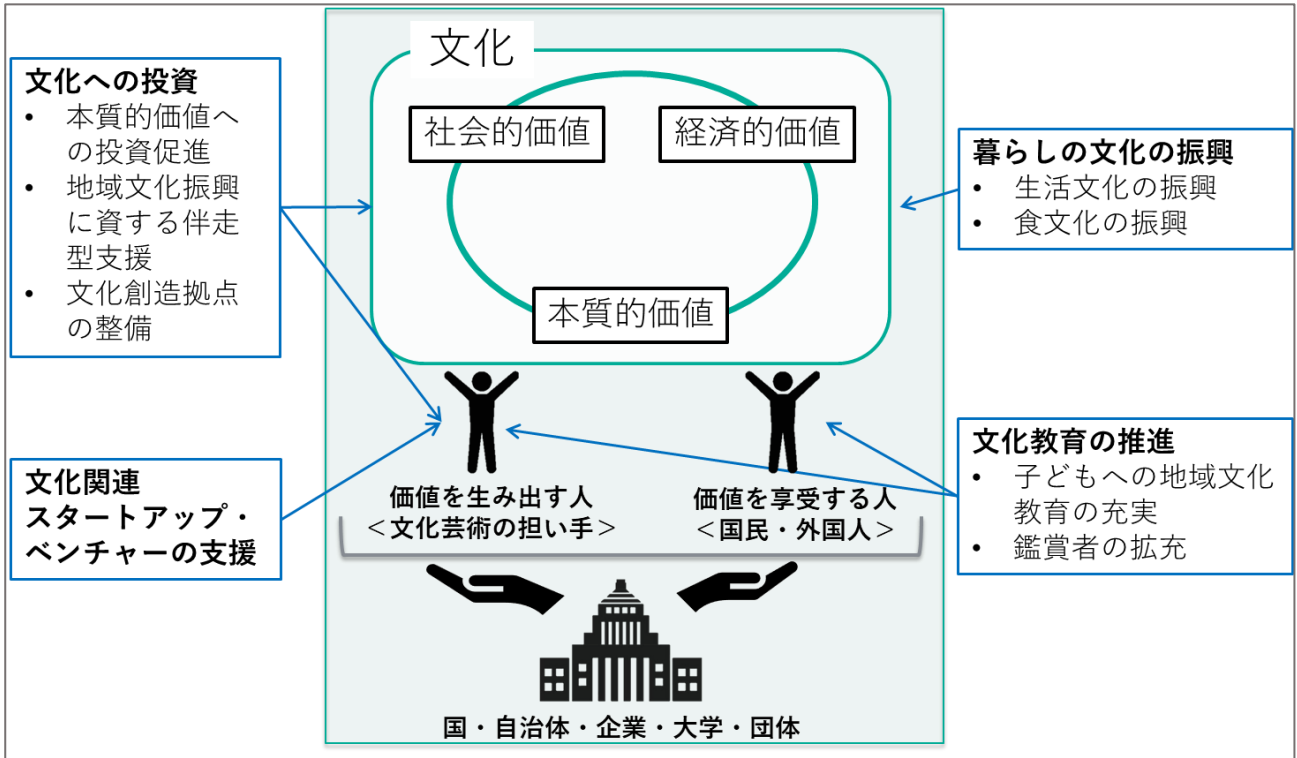 文化
社会的価値
経済的価値
本質的価値
文化への投資
• 本質的価値へ
の投資促進
• 地域文化振興
に資する伴走
型支援
• 文化創造拠点
の整備
文化関連
スタートアップ・
ベンチャーの支援
暮らしの文化の振興
• 生活文化の振興
• 食文化の振興
文化教育の推進
• 子どもへの地域文化
教育の充実
• 鑑賞者の拡充
価値を生み出す人
＜文化芸術の担い手＞
価値を享受する人
＜国民・外国人＞
国・自治体・企業・大学・団体